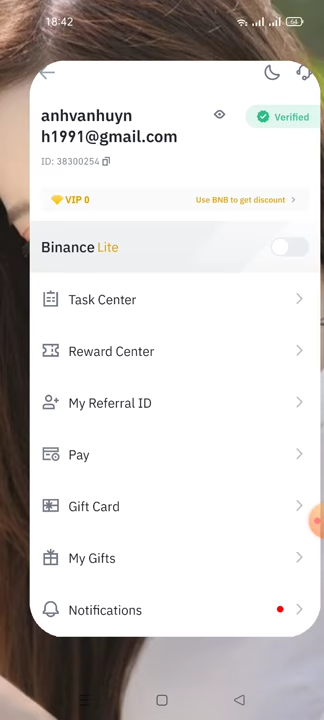 18:42
64
anhvanhuyn
h1991@gmail.com
Verified
ID: 38300254
VIP 0
Use BNB to get discount
Binance Lite
Task Center
Reward Center
My Referral ID
Pay
Gift Card
My Gifts
Notifications